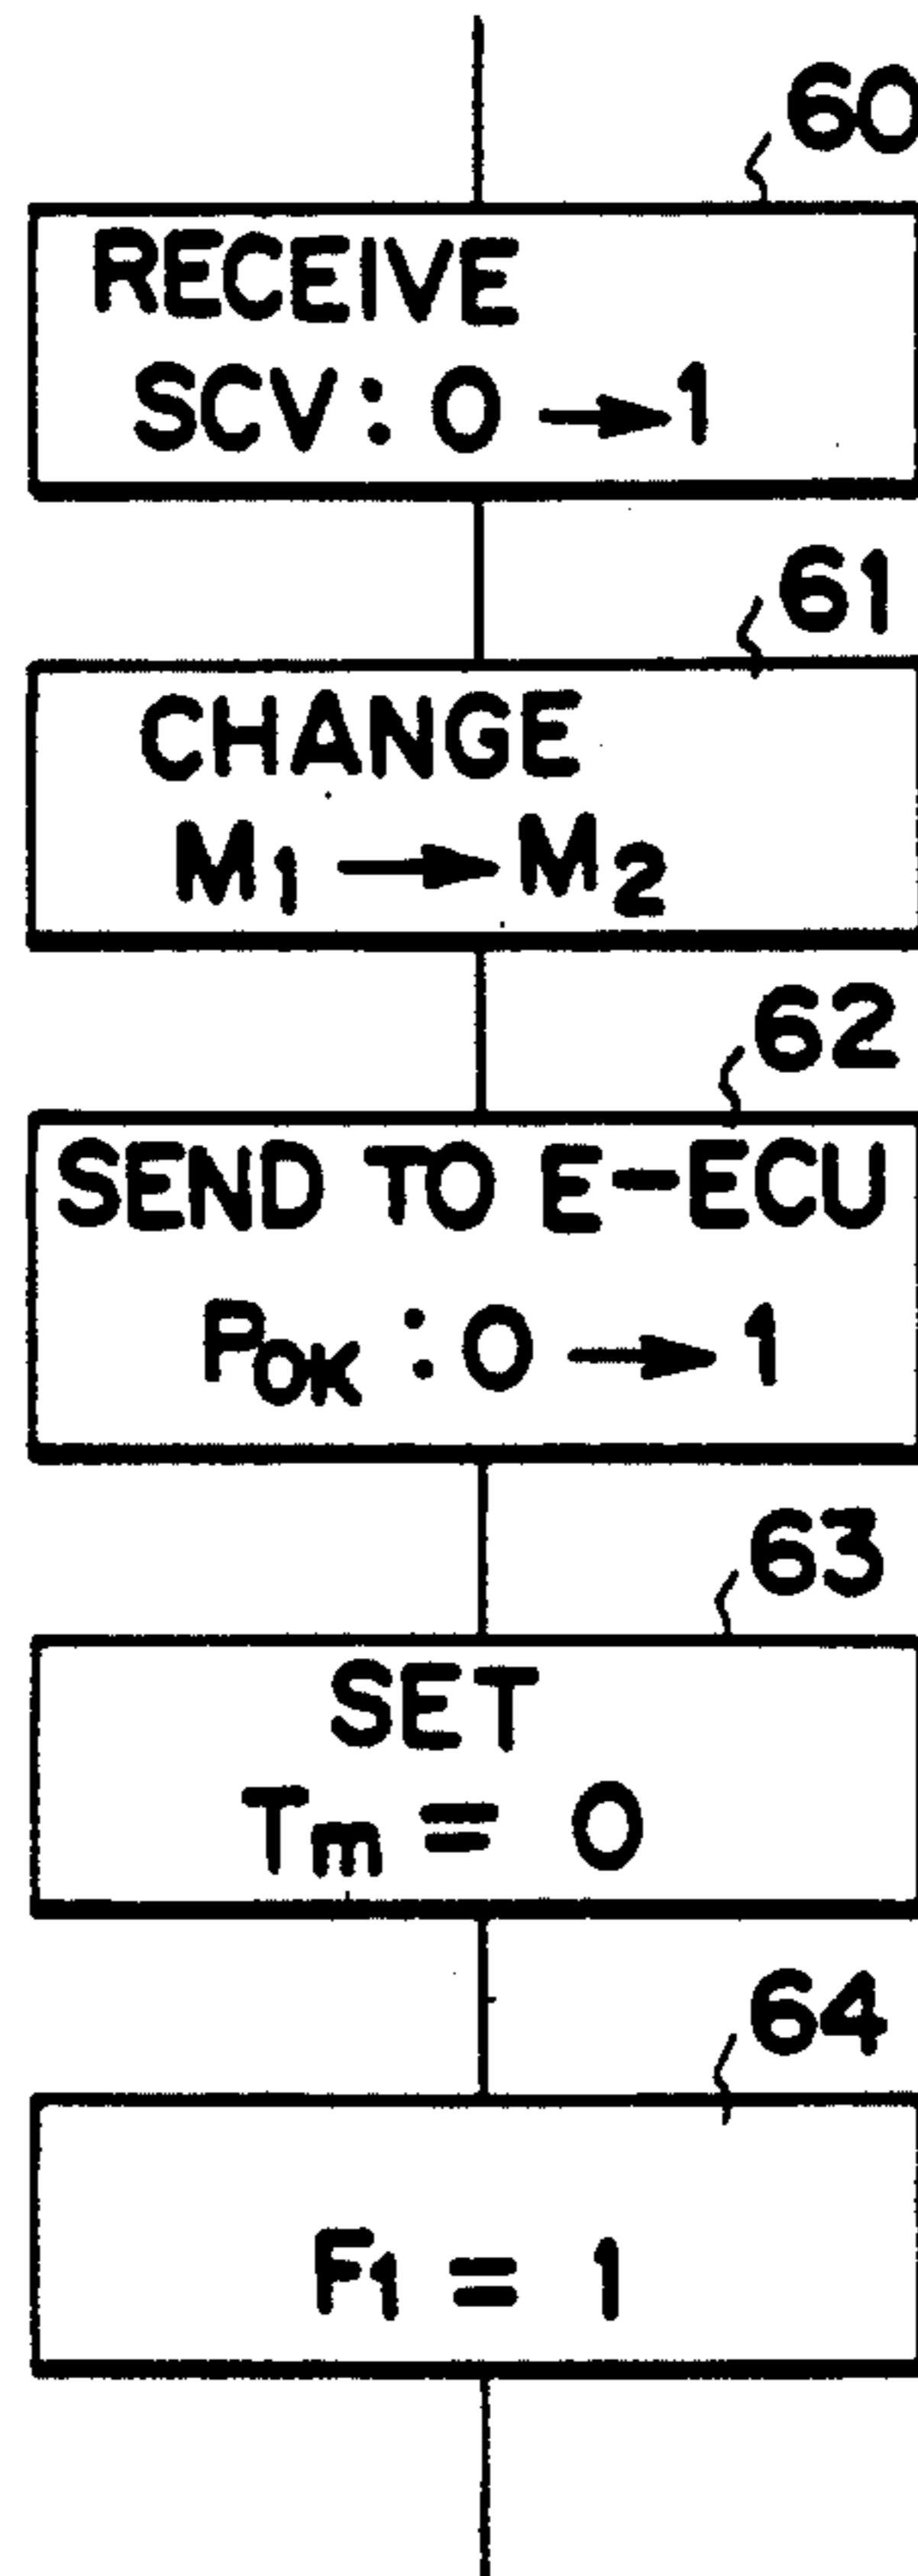 60
RECEIVE
SCV: 0 → 1
61
CHANGE
M1 → M2
62
SEND TO E-ECU
POK : 0 → 1
63
SET
Tm = 0
64
F1 = 1